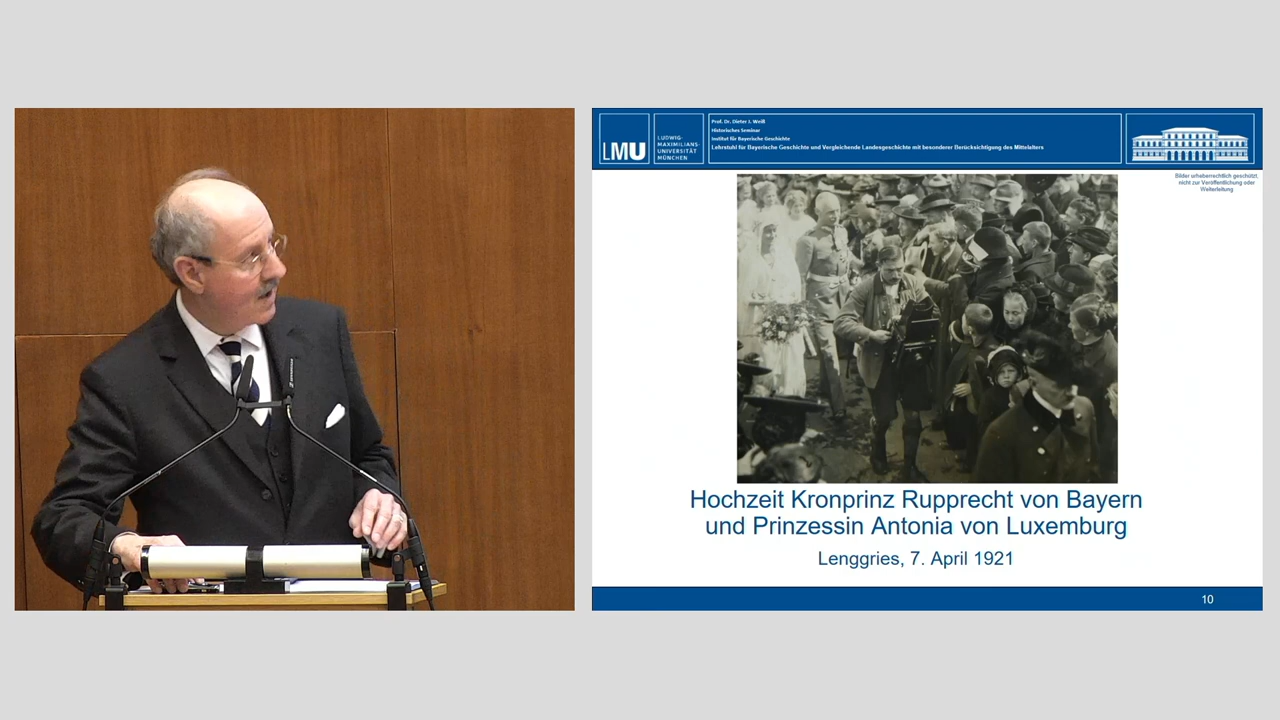 LMU
LUDWIG-
MAXIMILIANS-
UNIVERSITÄT
MÜNCHEN
Prof. Dr. Dieter J. Weiß
Historisches Seminar
Institut für Bayerische Geschichte
Lehrstuhl für Bayerische Geschichte und Vergleichende Landesgeschichte mit besonderer Berücksichtigung des Mittelalters
Bilder urheberrechtlich geschützt,
nicht zur Veröffentlichung oder
Weiterleitung
Hochzeit Kronprinz Rupprecht von Bayern
und Prinzessin Antonia von Luxemburg
Lenggries, 7. April 1921
10